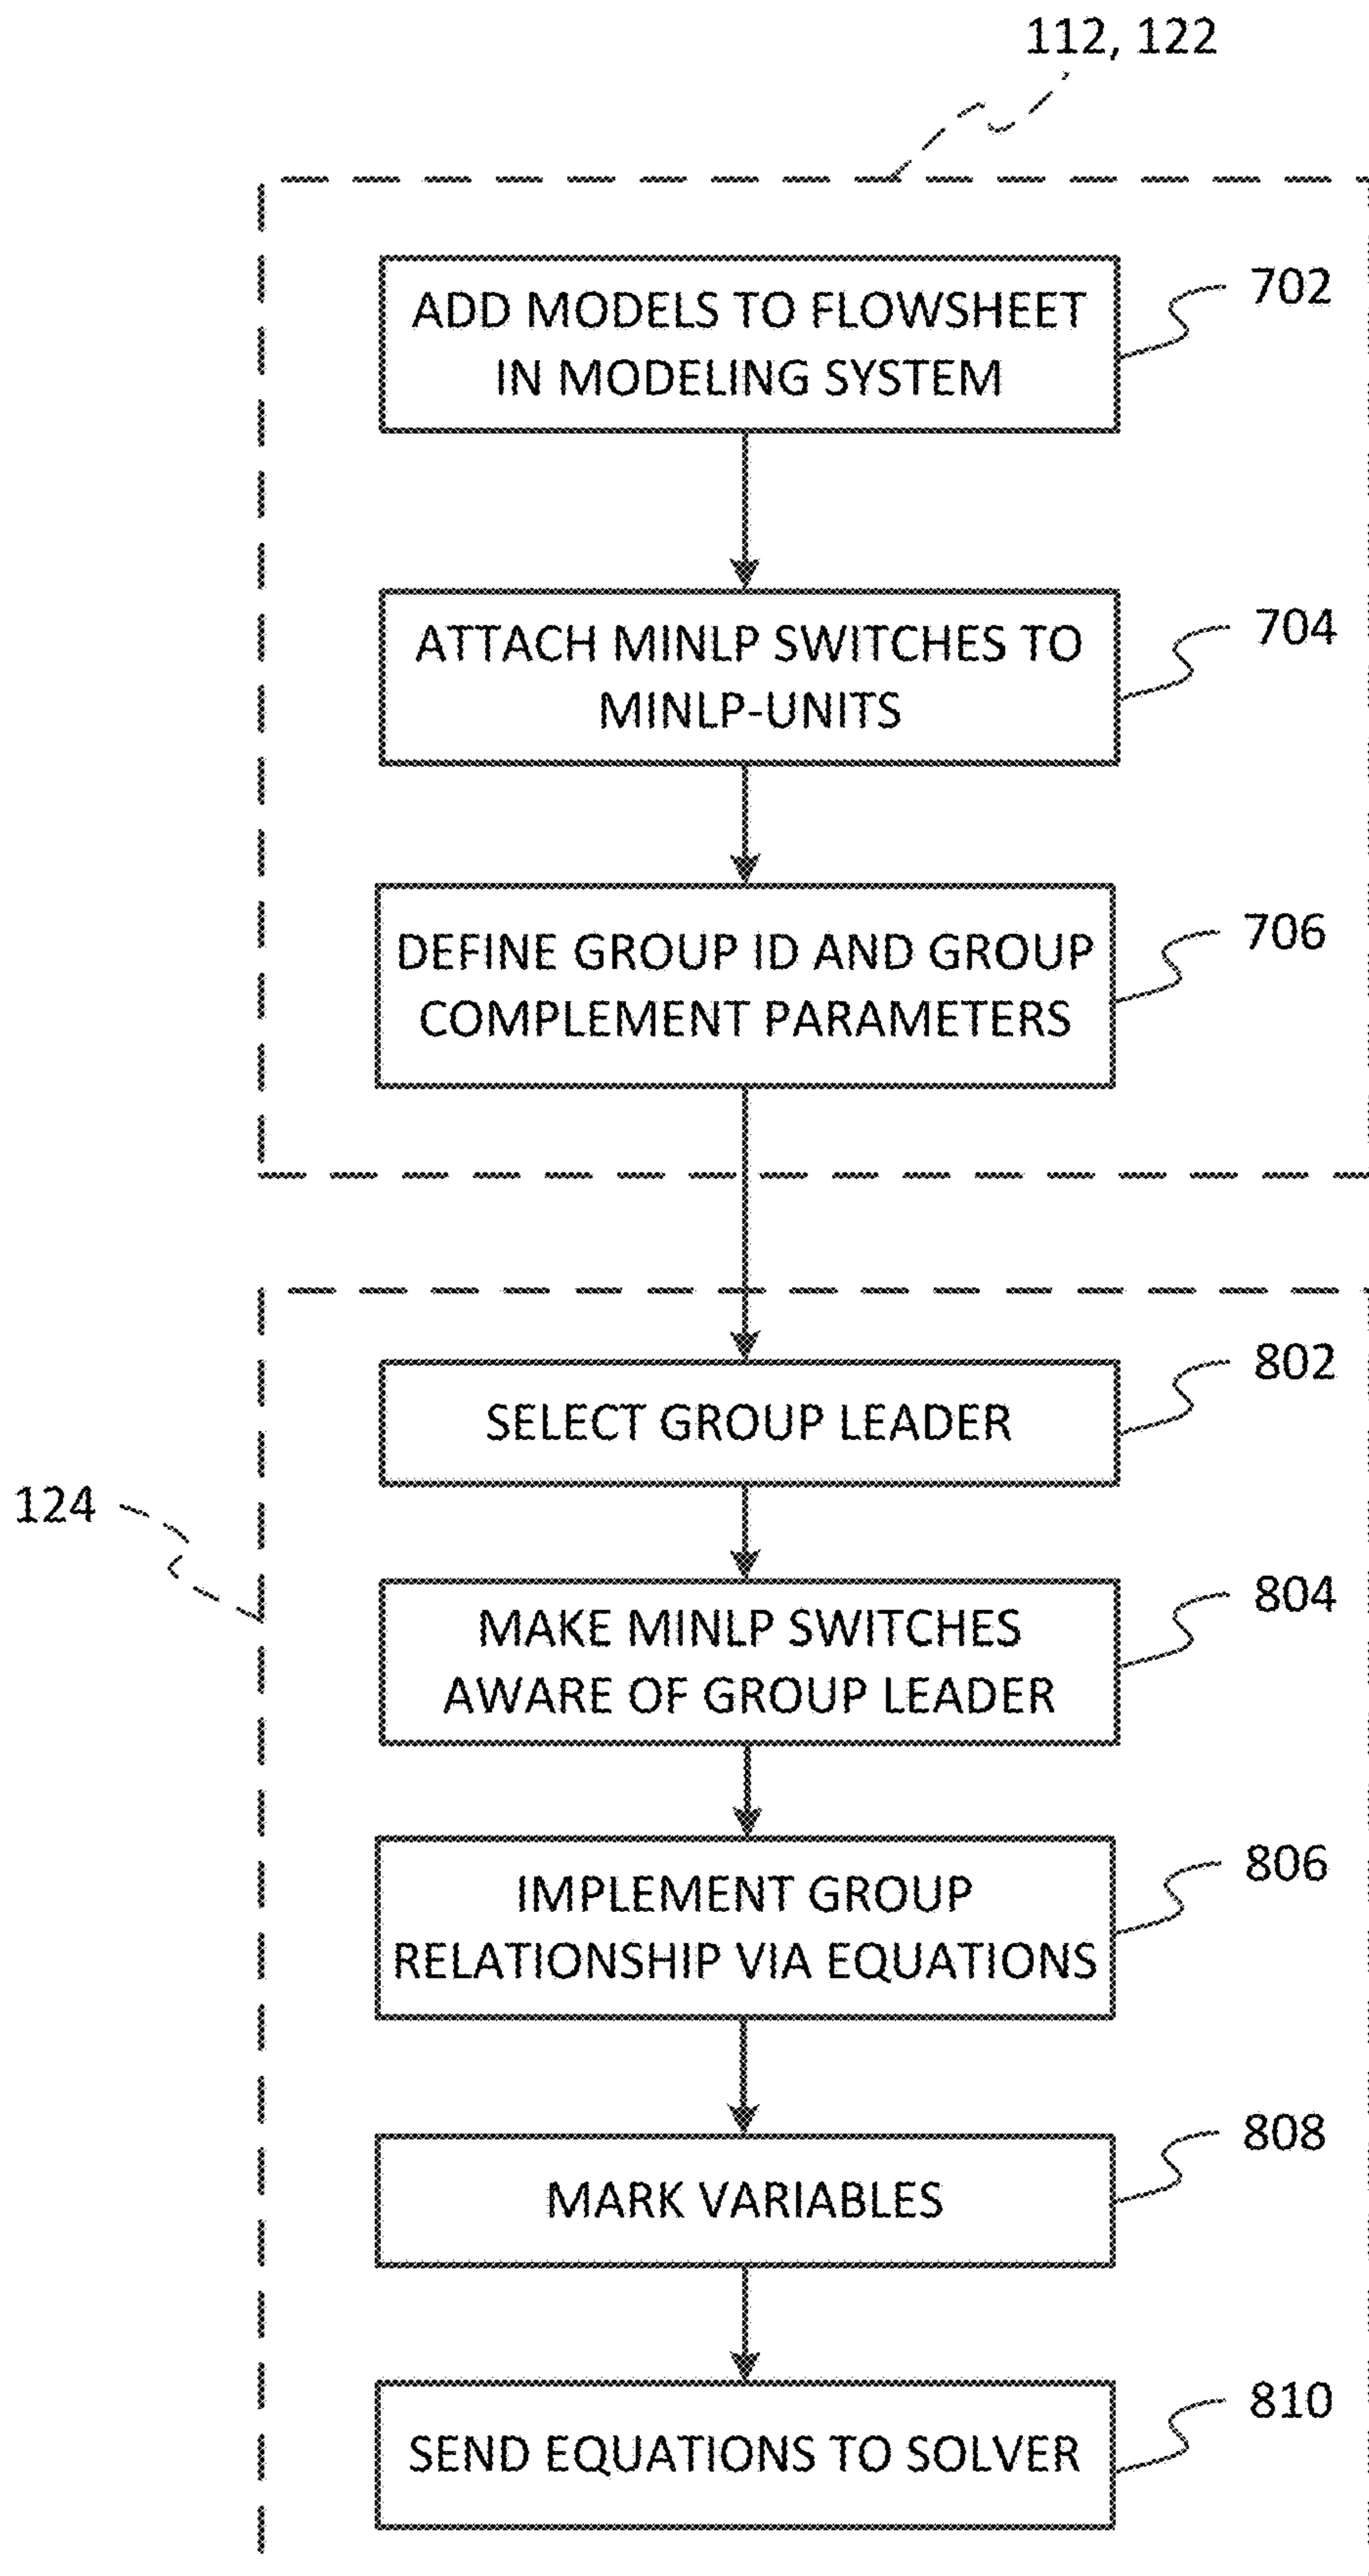 112, 122
ADD MODELS TO FLOWSHEET
IN MODELING SYSTEM
702
ATTACH MINLP SWITCHES TO
MINLP-UNITS
704
DEFINE GROUP ID AND GROUP
COMPLEMENT PARAMETERS
706
SELECT GROUP LEADER
802
124
MAKE MINLP SWITCHES
AWARE OF GROUP LEADER
804
IMPLEMENT GROUP
RELATIONSHIP VIA EQUATIONS
806
MARK VARIABLES
808
SEND EQUATIONS TO SOLVER
810